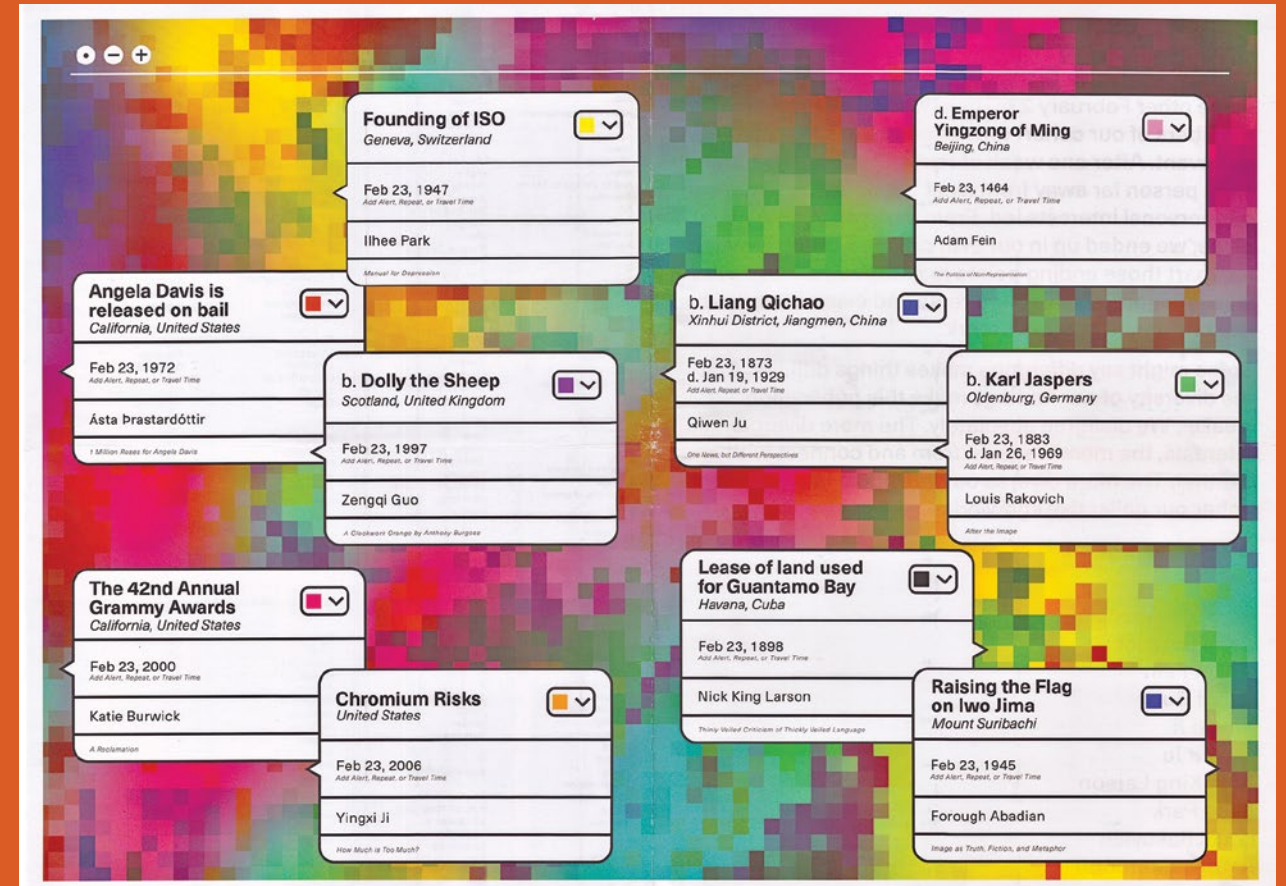 Founding of ISO
Geneva, Switzerland
Feb 23, 1947
Add Alert, Repeat, or Travel Time
Ilhee Park
Manual for Depression
Angela Davis is
released on bail
California, United States
Feb 23, 1972
Add Alert, Repeat, or Travel Time
Ásta Þrastardóttir
1 Million Roses for Angela Davis
b. Dolly the Sheep
Scotland, United Kingdom
Feb 23, 1997
Add Alert, Repeat, or Travel Time
Zengqi Guo
A Clockwork Orange by Anthony Burgess
The 42nd Annual
Grammy Awards
California, United States
Feb 23, 2000
Add Alert, Repeat, or Travel Time
Katie Burwick
A Reclamation
Chromium Risks
United States
Feb 23, 2006
Add Alert, Repeat, or Travel Time
Yingxi Ji
How Much is Too Much?
d. Emperor
Yingzong of Ming
Beijing, China
Feb 23, 1464
Add Alert, Repeat, or Travel Time
Adam Fein
The Politics of NonRepresentation
b. Liang Qichao
Xinhui District, Jiangmen, China
Feb 23, 1873
d. Jan 19, 1929
Add Alert, Repeat, or Travel Time
Qiwen Ju
One News, but Different Perspectives
b. Karl Jaspers
Oldenburg, Germany
Feb 23, 1883
d. Jan 26, 1969
Add Alert, Repeat, or Travel Time
Louis Rakovich
After the Image
Lease of land used
for Guantamo Bay
Havana, Cuba
Feb 23, 1898
Add Alert, Repeat, or Travel Time
Nick King Larson
Thinly Veiled Criticism of Thickly Veiled Language
Raising the Flag
on Iwo Jima
Mount Suribachi
Feb 23, 1945
Add Alert, Repeat, or Travel Time
Forough Abadian
Image as Truth, Fiction, and Metaphor